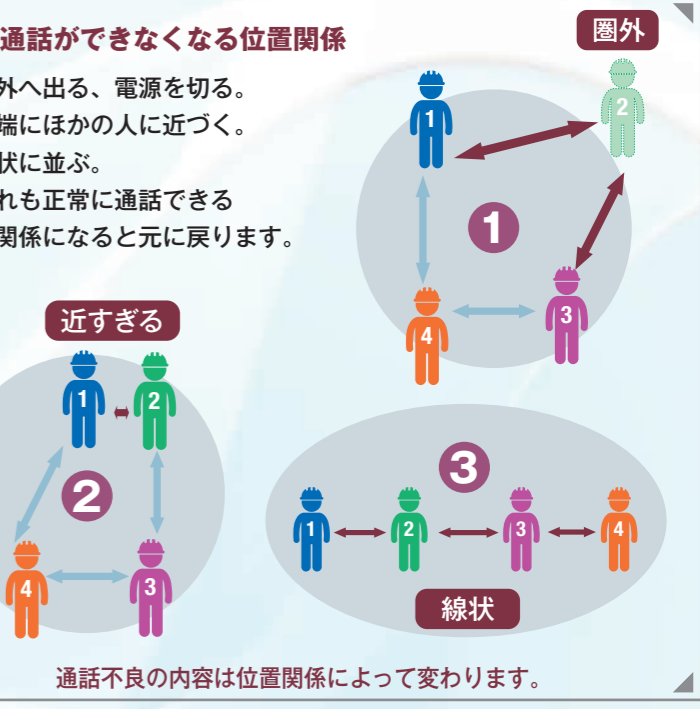 通話ができなくなる位置関係
外へ出る、電源を切る。
端にほかの人に近づく。
状に並ぶ。
れも正常に通話できる
関係になると元に戻ります。
圏外
1
2
1
4
3
近すぎる
1
2
2
4
3
3
1
2
3
4
線状
通話不良の内容は位置関係によって変わります。